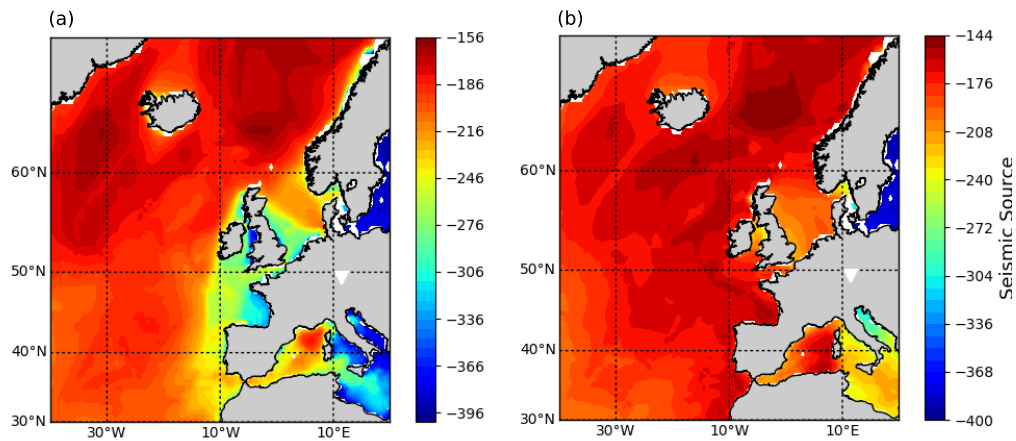 (a)
(b)
60°N
50°N
40°N
30°N
30°W
10°W
10°E
−156
−186
−216
−246
−276
−306
−336
−366
−396
60°N
50°N
40°N
30°N
30°W
10°W
10°E
−144
−176
−208
−240
−272
−304
−336
−368
−400
Seismic Source